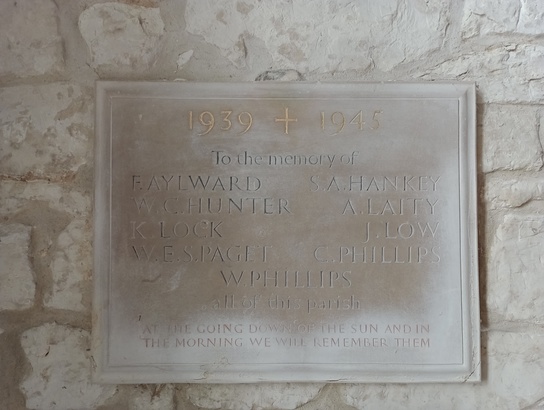 1939 + 1945
To the memory of
F. AYLWARD S.A. HANKEY
W.G. HUNTER A. LAITY
K. LOCK J. LOW
W.E.S. PAGET C. PHILLIPS
W. PHILLIPS
all of this parish
AT THE GOING DOWN OF THE SUN AND IN
THE MORNING WE WILL REMEMBER THEM